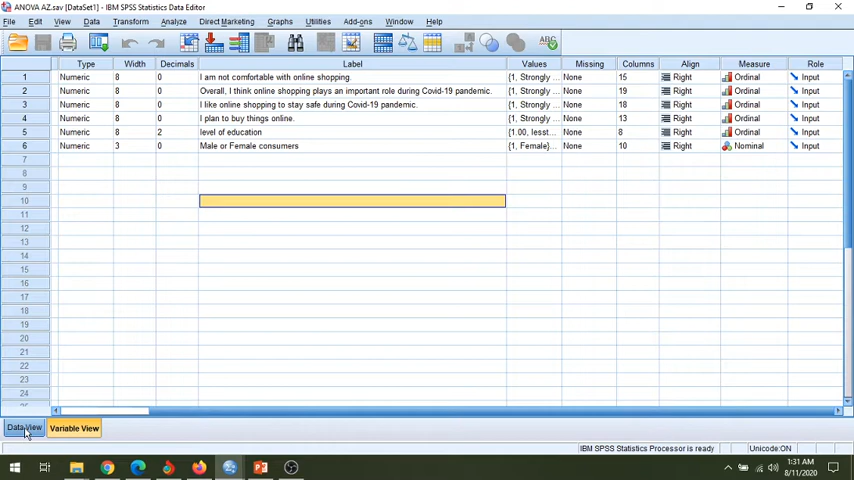 ANOVA AZ.sav [DataSet1] - IBM SPSS Statistics Data Editor
File Edit View Data Transform Analyze Direct Marketing Graphs Utilities Add-ons Window Help
Type Width Decimals Label Values Missing Columns Align Measure Role
1 Numeric 8 0 I am not comfortable with online shopping. {1, Strongly ... None 15 Right Ordinal Input
2 Numeric 8 0 Overall, I think online shopping plays an important role during Covid-19 pandemic. {1, Strongly ... None 19 Right Ordinal Input
3 Numeric 8 0 I like online shopping to stay safe during Covid-19 pandemic. {1, Strongly ... None 18 Right Ordinal Input
4 Numeric 8 0 I plan to buy things online. {1, Strongly ... None 13 Right Ordinal Input
5 Numeric 8 2 level of education {1.00, lesst... None 8 Right Ordinal Input
6 Numeric 3 0 Male or Female consumers {1, Female}... None 10 Right Nominal Input
7
8
9
10
11
12
13
14
15
16
17
18
19
20
21
22
23
24
Data View Variable View
IBM SPSS Statistics Processor is ready Unicode:ON
1:31 AM
8/11/2020